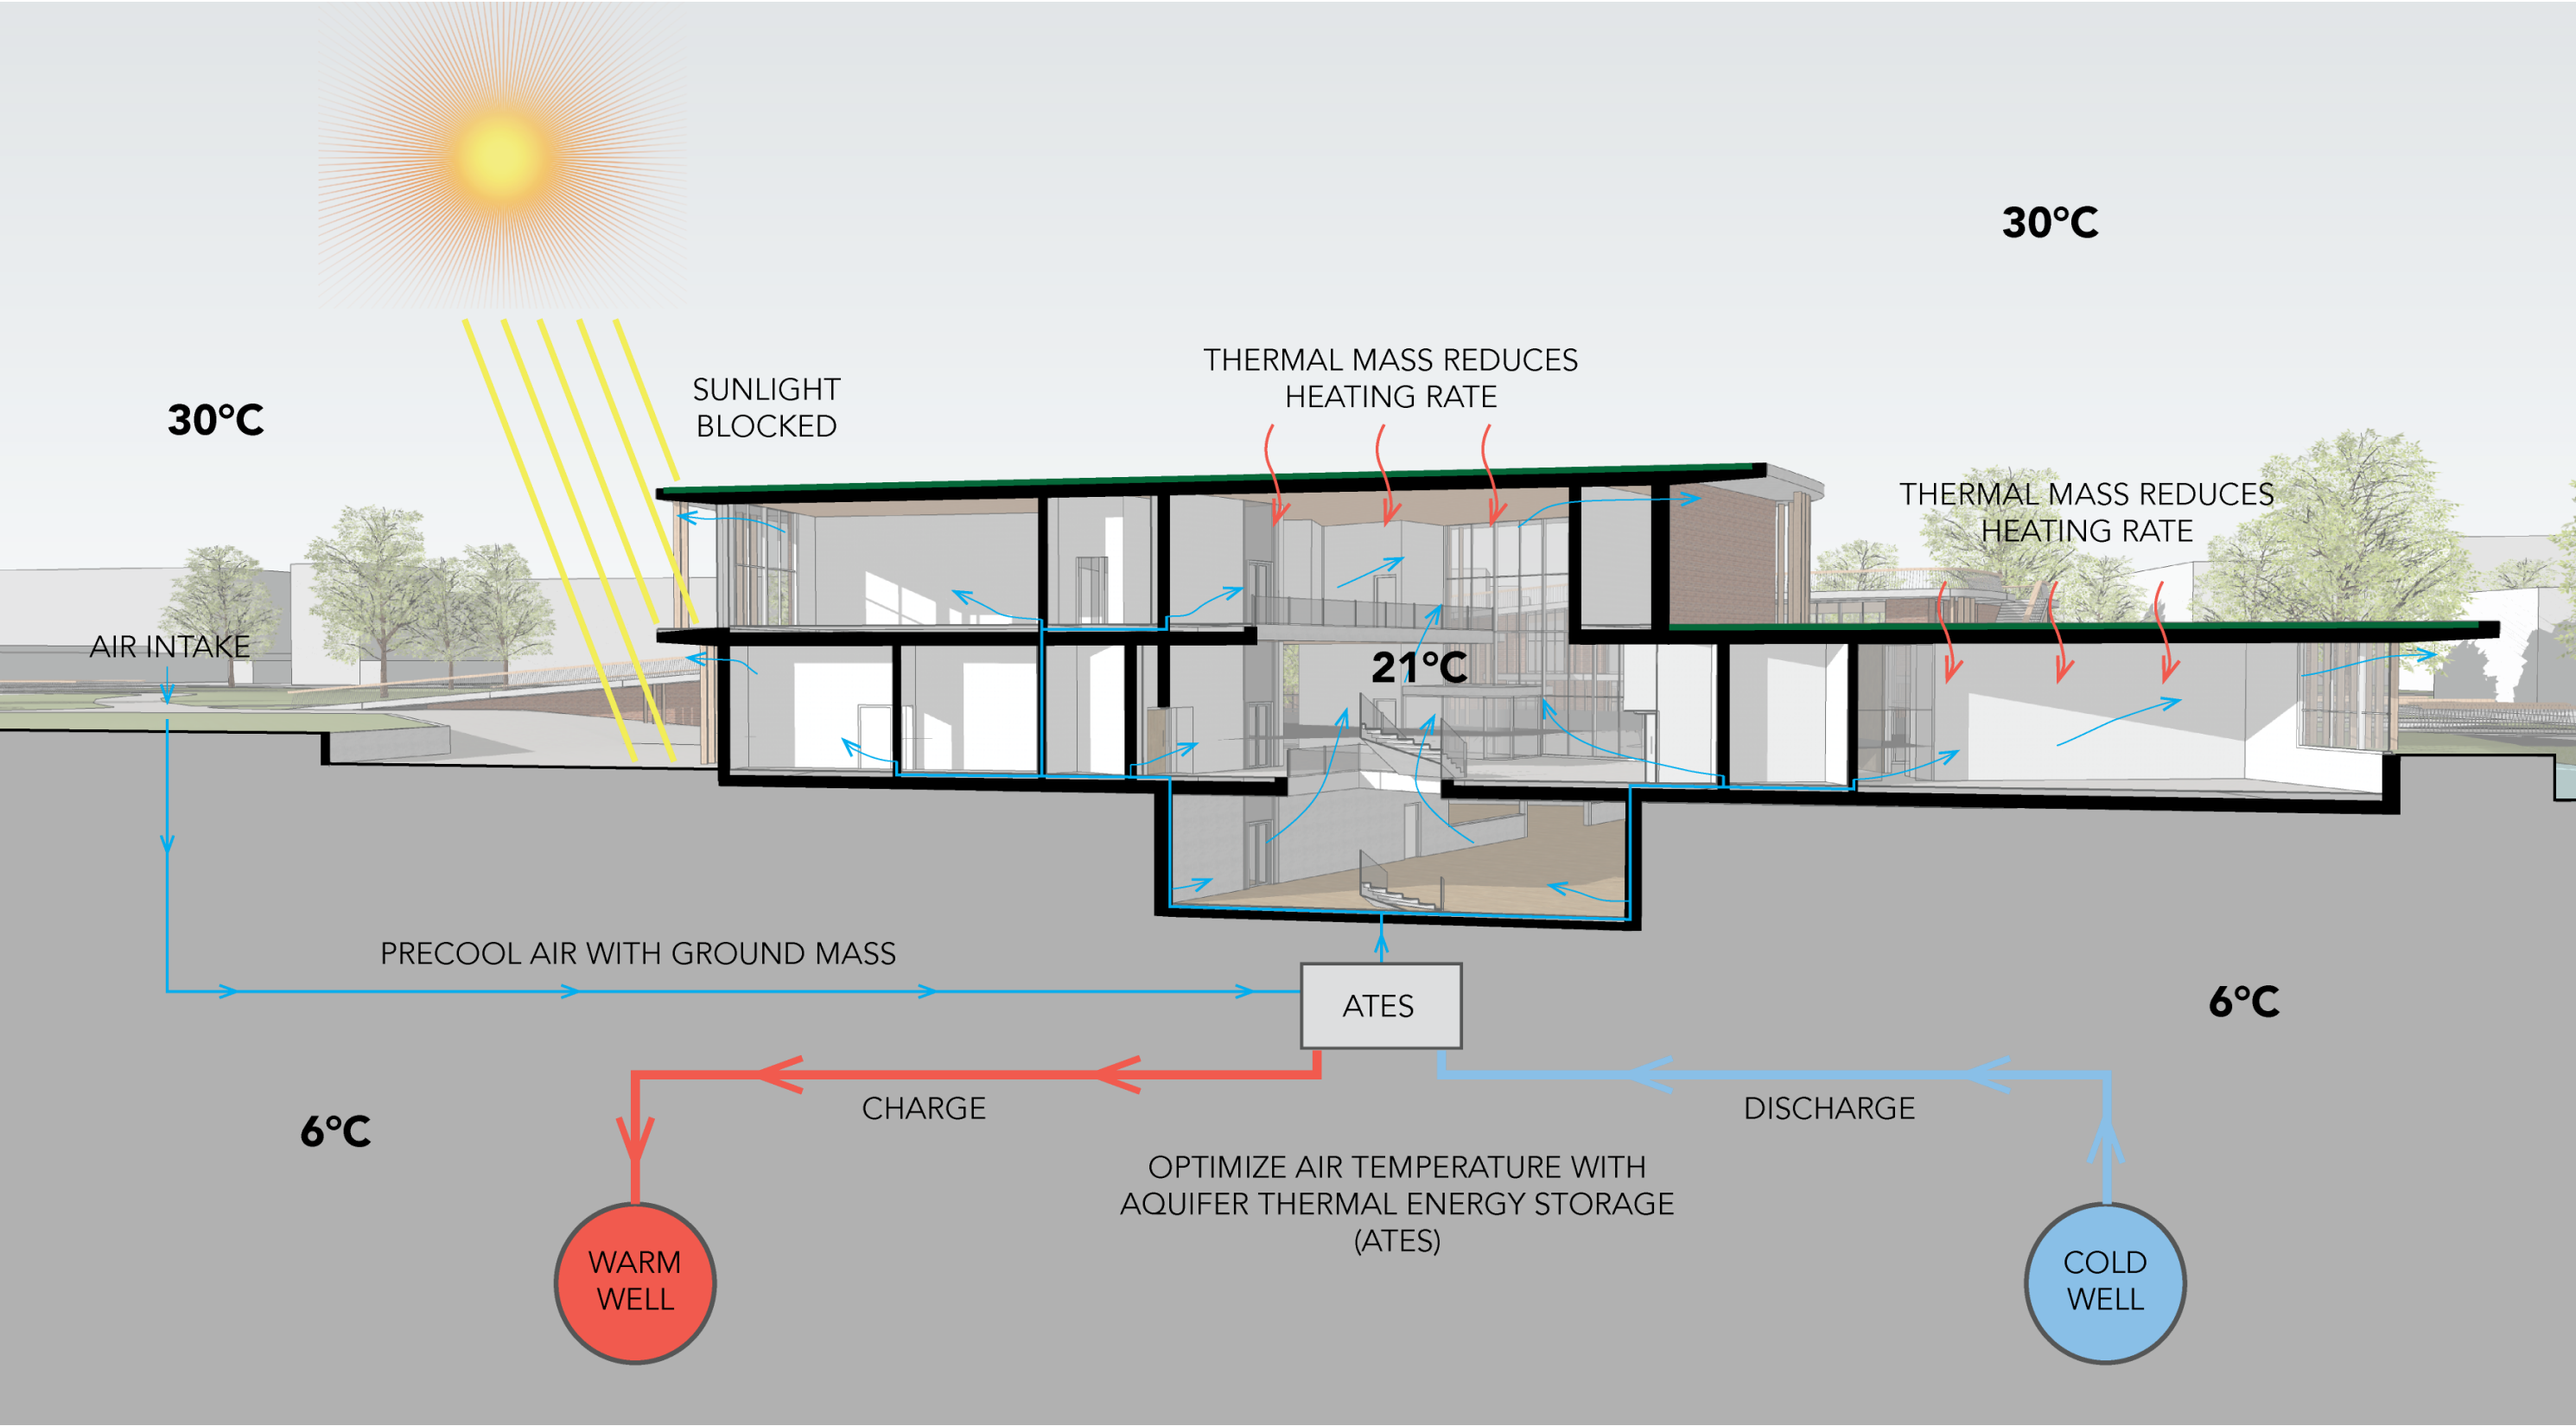 30°C
THERMAL MASS REDUCES
HEATING RATE
SUNLIGHT
BLOCKED
30°C
THERMAL MASS REDUCES
HEATING RATE
AIR INTAKE
21°C
PRECOOL AIR WITH GROUND MASS
ATES
6°C
CHARGE
DISCHARGE
6°C
OPTIMIZE AIR TEMPERATURE WITH
AQUIFER THERMAL ENERGY STORAGE
(ATES)
WARM
WELL
COLD
WELL